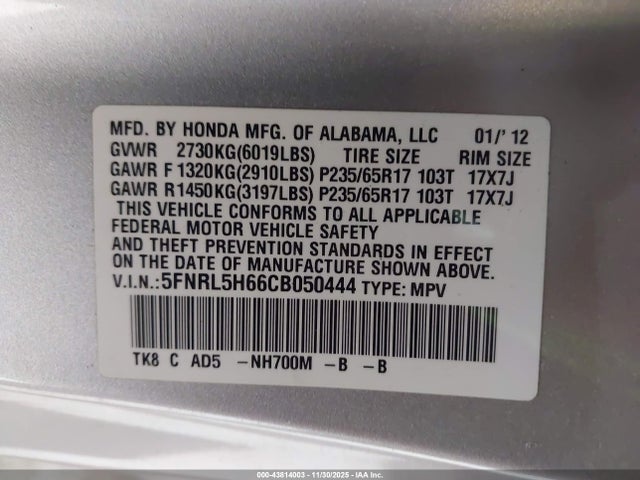 MFD. BY HONDA MFG. OF ALABAMA, LLC 01/' 12
GVWR 2730KG(6019LBS) TIRE SIZE RIM SIZE
GAWR F 1320KG(2910LBS) P235/65R17 103T 17X7J
GAWR R 1450KG(3197LBS) P235/65R17 103T 17X7J
THIS VEHICLE CONFORMS TO ALL APPLICABLE
FEDERAL MOTOR VEHICLE SAFETY
AND THEFT PREVENTION STANDARDS IN EFFECT
ON THE DATE OF MANUFACTURE SHOWN ABOVE.
V.I.N.:5FNRL5H66CB050444 TYPE: MPV
TK8 C AD5 -NH700M -B -B
000-43814003 - 11/30/2025 - IAA Inc.